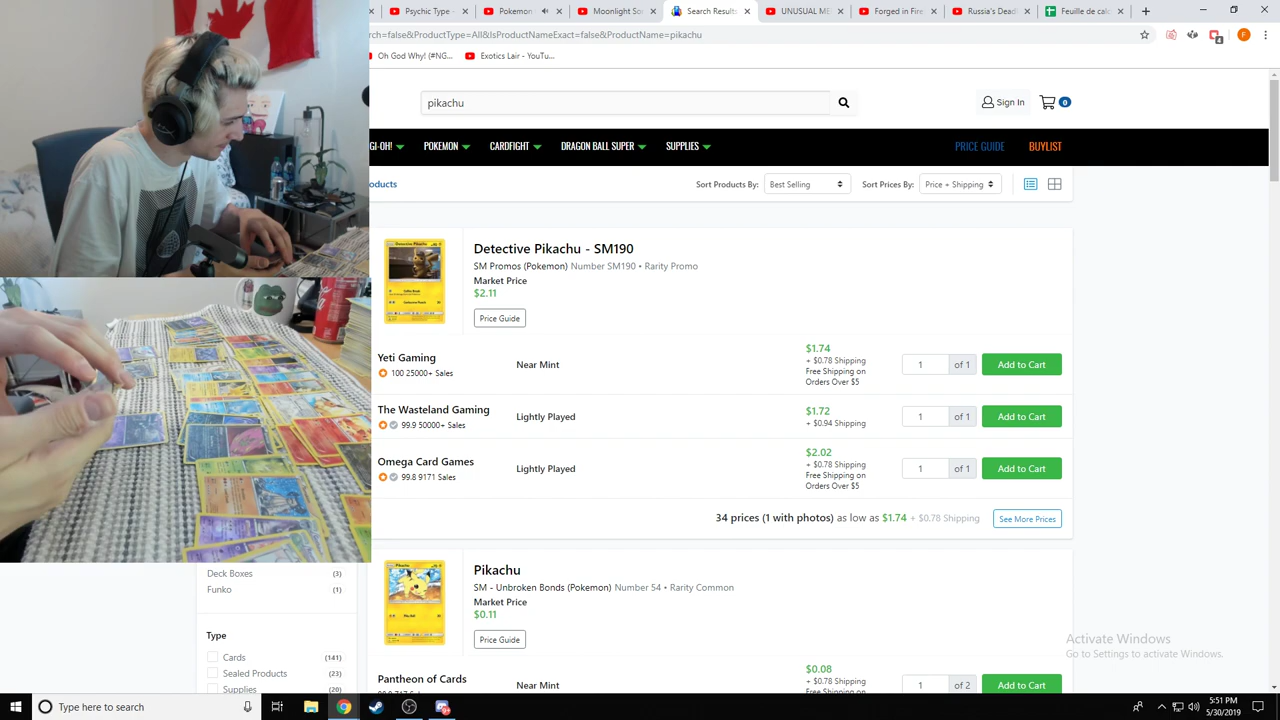 Psychic Type -
Pokemon
Moonlight So
Search Results
UNUSUAL ME
Forged in Fire
Russia's Dead
Feuille de calc
rch=false&ProductType=All&IsProductNameExact=false&ProductName=pikachu
4
F
Oh God Why! (#NG...
Exotics Lair - YouTu...
pikachu
Sign In
0
GI-OH!
POKEMON
CARDFIGHT
DRAGON BALL SUPER
SUPPLIES
PRICE GUIDE
BUYLIST
oducts
Sort Products By:
Best Selling
Sort Prices By:
Price + Shipping
Detective Pikachu - SM190
SM Promos (Pokemon) Number SM190 • Rarity Promo
Market Price
$2.11
Price Guide
Yeti Gaming
100 25000+ Sales
Near Mint
$1.74
+ $0.78 Shipping
Free Shipping on
Orders Over $5
1
of 1
Add to Cart
The Wasteland Gaming
99.9 50000+ Sales
Lightly Played
$1.72
+ $0.94 Shipping
1
of 1
Add to Cart
Omega Card Games
99.8 9171 Sales
Lightly Played
$2.02
+ $0.78 Shipping
Free Shipping on
Orders Over $5
1
of 1
Add to Cart
34 prices (1 with photos) as low as $1.74 + $0.78 Shipping
See More Prices
Pikachu
SM - Unbroken Bonds (Pokemon) Number 54 • Rarity Common
Market Price
$0.11
Price Guide
Pantheon of Cards
Near Mint
$0.08
+ $0.78 Shipping
1
of 2
Add to Cart
Deck Boxes (3)
Funko (1)
Type
Cards (141)
Sealed Products (23)
Supplies (20)
Activate Windows
Go to Settings to activate Windows.
Type here to search
5:51 PM
5/30/2019